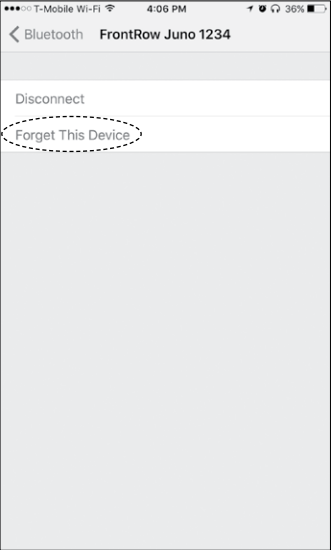 T-Mobile Wi-Fi 4:06 PM 36%
Bluetooth FrontRow Juno 1234
Disconnect
Forget This Device